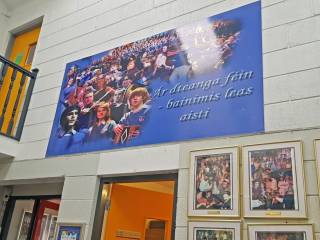 Ár dteanga féin
- bainimis leas
aisti